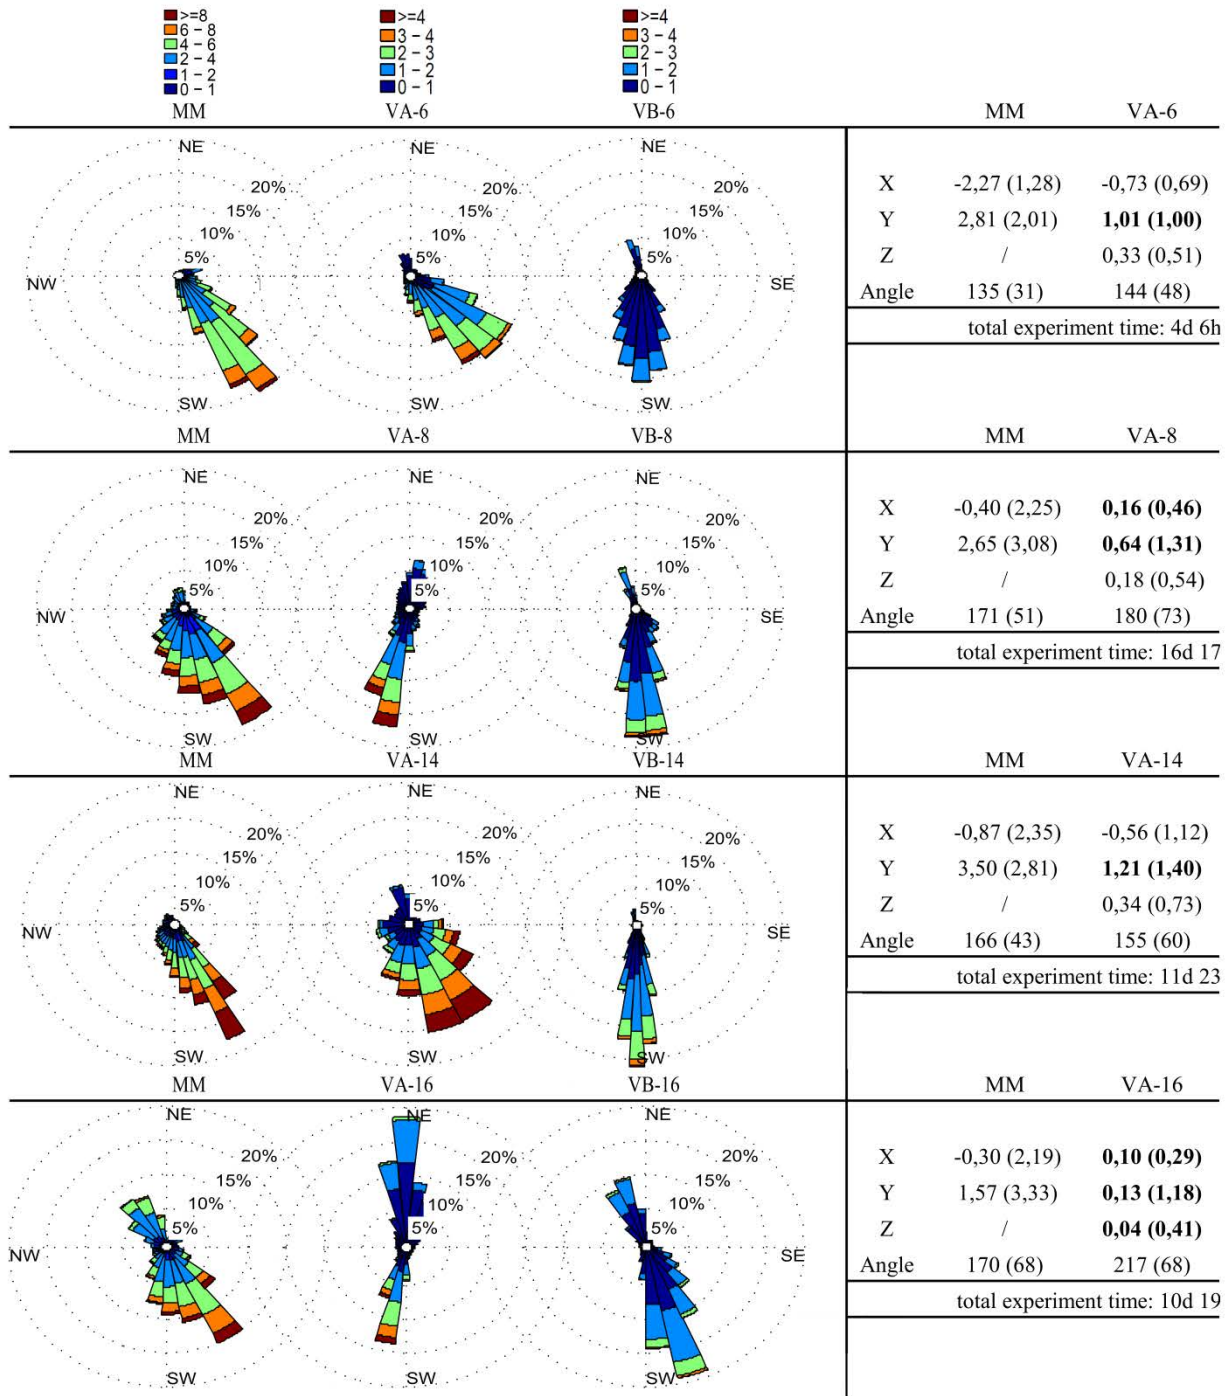 >=8 >=4 >=4
6 – 8 3 – 4 3 – 4
4 – 6 2 – 3 2 – 3
2 – 4 1 – 2 1 – 2
1 – 2 0 – 1 0 – 1
0 – 1
MM VA-6 VB-6 MM VA-6
NE NE NE
20% 20% 20%
15% 15% 15%
10% 10% 10%
5% 5% 5%
NW SE
SW SW SW
X -2,27 (1,28) -0,73 (0,69)
Y 2,81 (2,01) 1,01 (1,00)
Z / 0,33 (0,51)
Angle 135 (31) 144 (48)
total experiment time: 4d 6h
MM VA-8 VB-8 MM VA-8
NE NE NE
20% 20% 20%
15% 15% 15%
10% 10% 10%
5% 5% 5%
NW SE
SW SW SW
X -0,40 (2,25) 0,16 (0,46)
Y 2,65 (3,08) 0,64 (1,31)
Z / 0,18 (0,54)
Angle 171 (51) 180 (73)
total experiment time: 16d 17
MM VA-14 VB-14 MM VA-14
NE NE NE
20% 20% 20%
15% 15% 15%
10% 10% 10%
5% 5% 5%
NW SE
SW SW SW
X -0,87 (2,35) -0,56 (1,12)
Y 3,50 (2,81) 1,21 (1,40)
Z / 0,34 (0,73)
Angle 166 (43) 155 (60)
total experiment time: 11d 23
MM VA-16 VB-16 MM VA-16
NE NE NE
20% 20% 20%
15% 15% 15%
10% 10% 10%
5% 5% 5%
NW SE
SW SW SW
X -0,30 (2,19) 0,10 (0,29)
Y 1,57 (3,33) 0,13 (1,18)
Z / 0,04 (0,41)
Angle 170 (68) 217 (68)
total experiment time: 10d 19